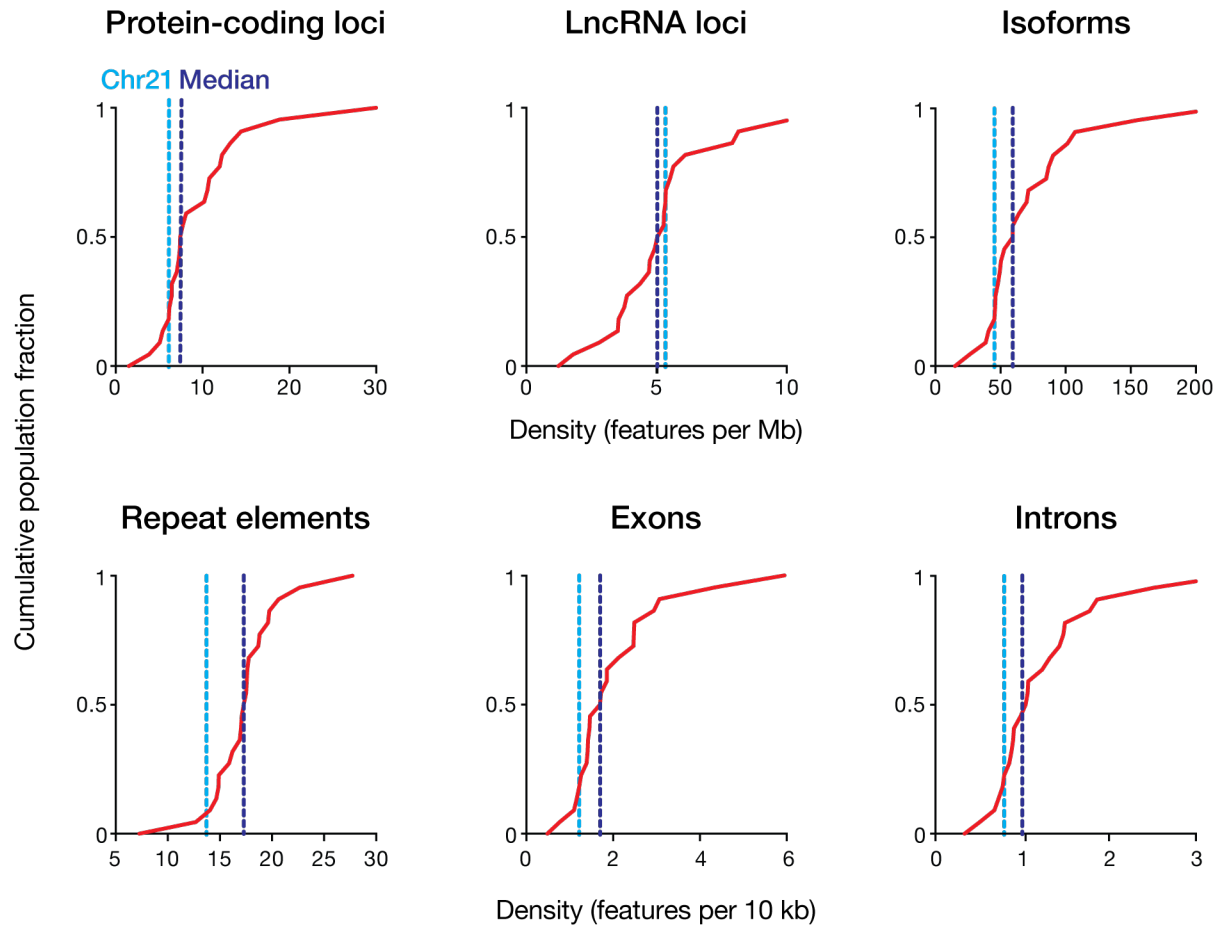 Protein-coding loci
LncRNA loci
Isoforms
Chr21 Median
1
0.5
0
0 10 20 30
1
0.5
0
0 5 10
1
0.5
0
0 50 100 150 200
Density (features per Mb)
Cumulative population fraction
Repeat elements
Exons
Introns
1
0.5
0
5 10 15 20 25 30
1
0.5
0
0 2 4 6
1
0.5
0
0 1 2 3
Density (features per 10 kb)